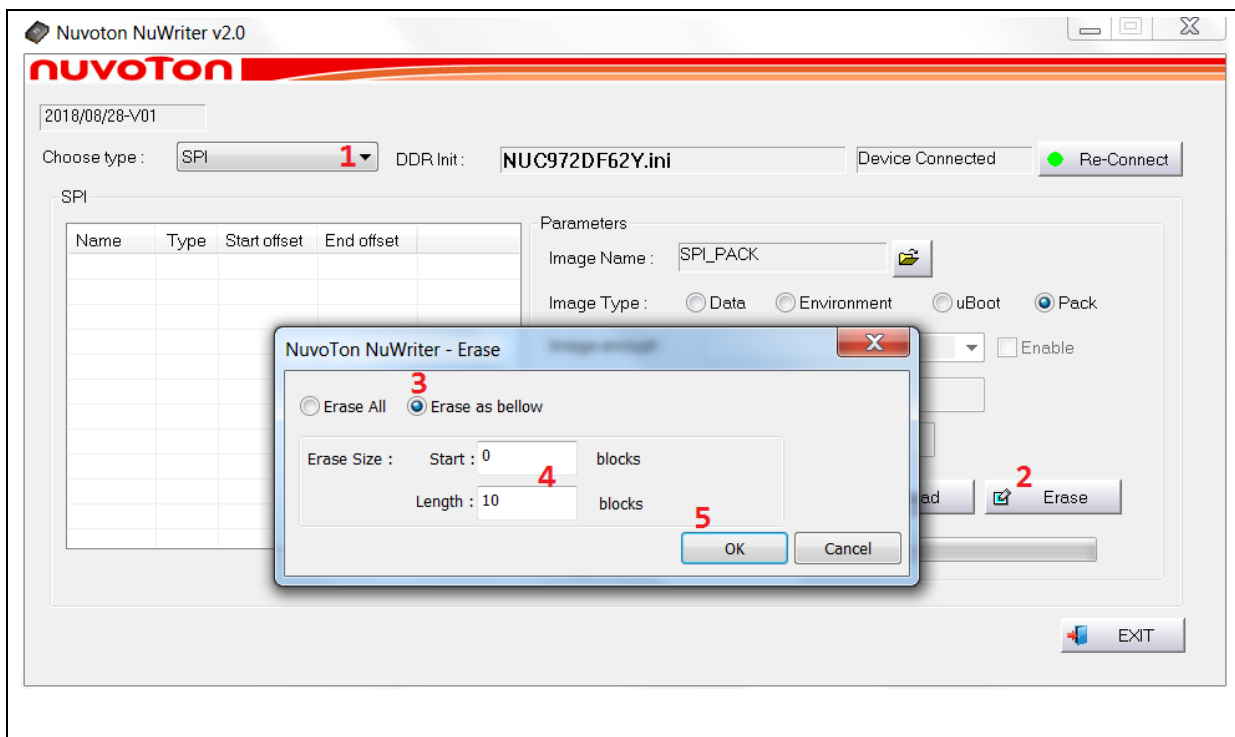 Nuvoton NuWriter v2.0
nuvoTon
2018/08/28-V01
Choose type : SPI 1 DDR Init : NUC972DF62Y.ini Device Connected Re-Connect
SPI
Name Type Start offset End offset
Parameters
Image Name : SPI_PACK
Image Type : Data Environment uBoot Pack
Enable
NuvoTon NuWriter - Erase
3
Erase All Erase as bellow
Erase Size : Start : 0 blocks
4
Length : 10 blocks
5
OK Cancel
2
ad Erase
EXIT